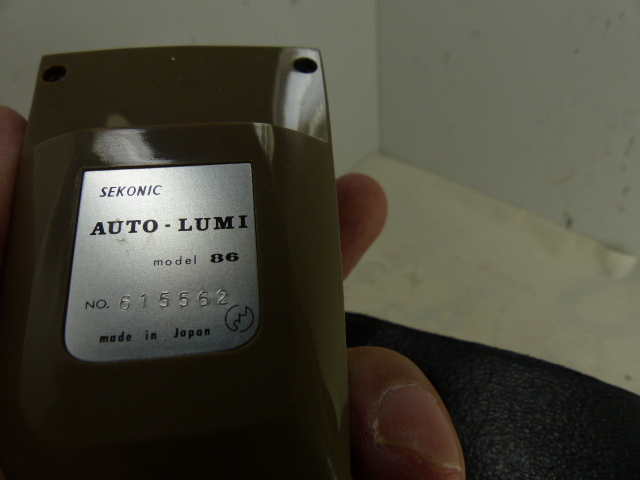 SEKONIC
AUTO-LUMI
model 86
NO. 615562
made in Japan